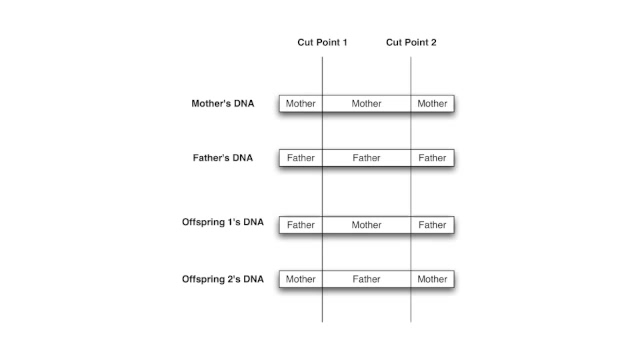 Cut Point 1 Cut Point 2
Mother's DNA Mother Mother Mother
Father's DNA Father Father Father
Offspring 1's DNA Father Mother Father
Offspring 2's DNA Mother Father Mother